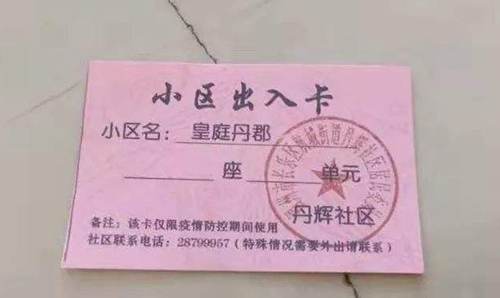 小区出入卡
小区名：皇庭丹郡
座 单元
丹辉社区
备注：该卡仅限疫情防控期间使用
社区联系电话：28799957（特殊情况需要外出请联系）